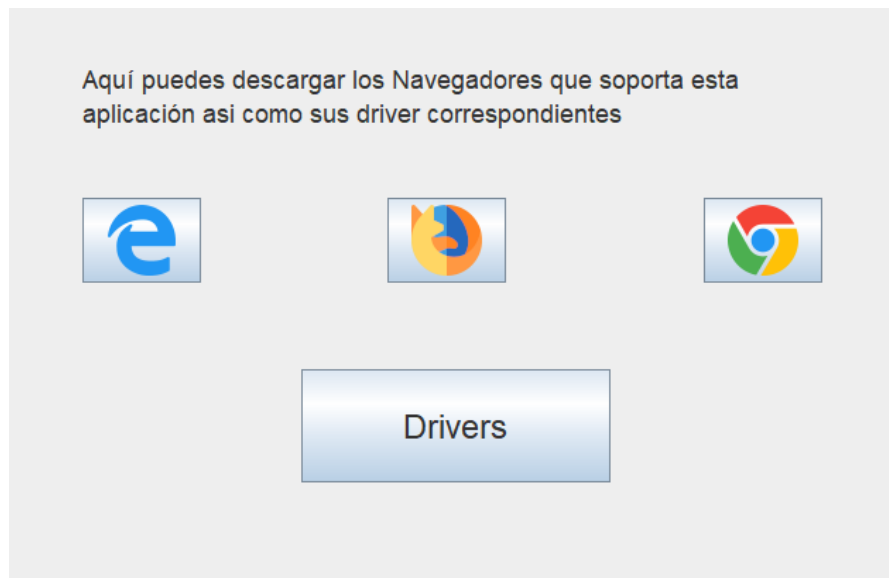 Aquí puedes descargar los Navegadores que soporta esta
aplicación asi como sus driver correspondientes
Drivers